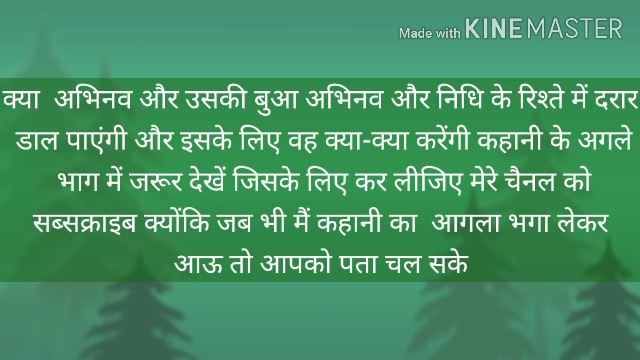 Made with KINEMASTER
क्या अभिनव और उसकी बुआ अभिनव और निधि के रिश्ते में दरार
डाल पाएंगी और इसके लिए वह क्या-क्या करेंगी कहानी के अगले
भाग में जरूर देखें जिसके लिए कर लीजिए मेरे चैनल को
सब्सक्राइब क्योंकि जब भी मैं कहानी का आगला भगा लेकर
आऊ तो आपको पता चल सके